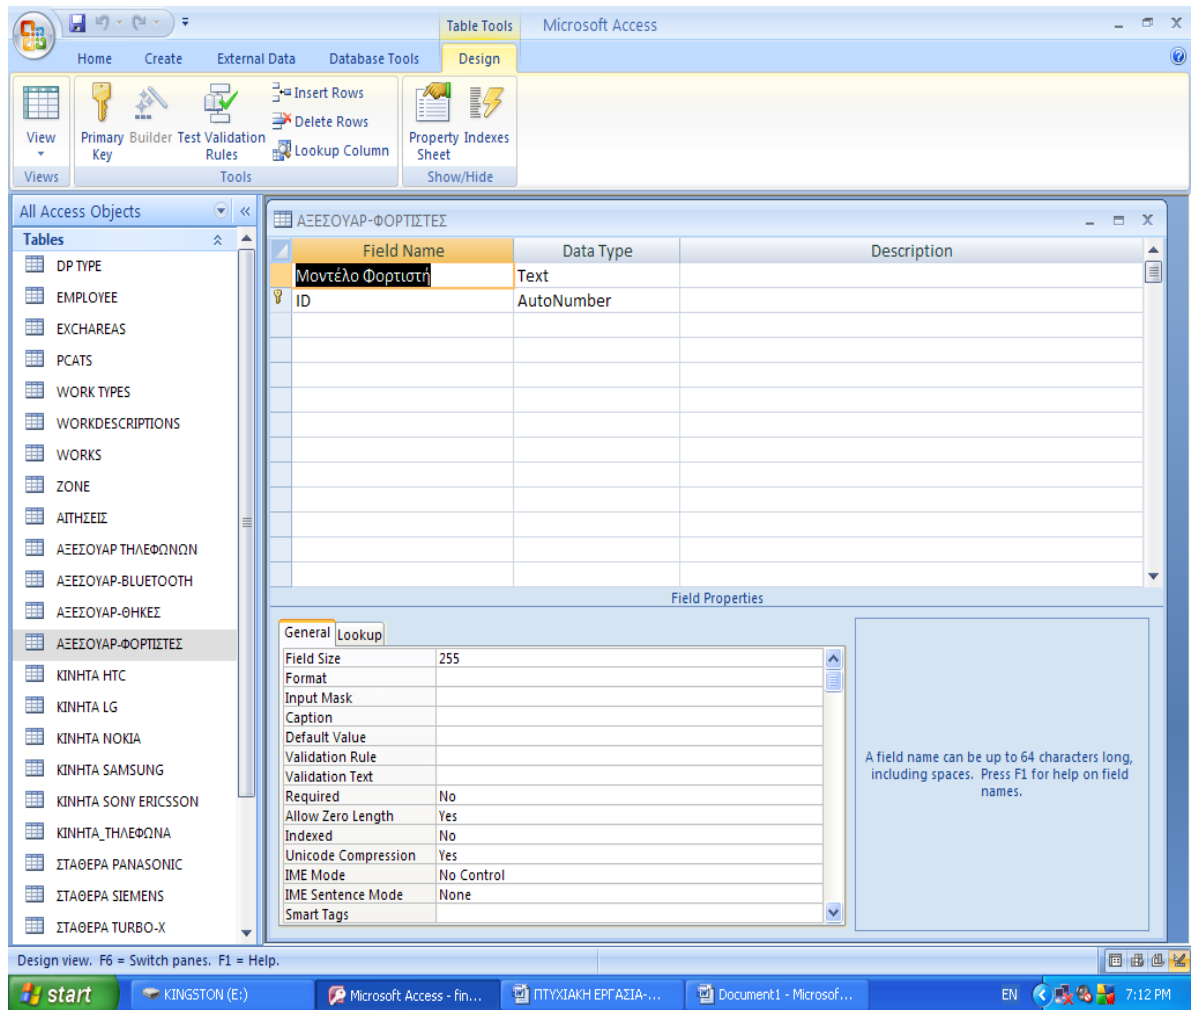 Table Tools Microsoft Access
Home Create External Data Database Tools Design
View
Views
Primary Key
Builder
Test Validation Rules
Insert Rows
Delete Rows
Lookup Column
Tools
Property Sheet
Indexes
Show/Hide
All Access Objects
Tables
DP TYPE
EMPLOYEE
EXCHAREAS
PCATS
WORK TYPES
WORKDESCRIPTIONS
WORKS
ZONE
ΑΙΤΗΣΕΙΣ
ΑΞΕΣΟΥΑΡ ΤΗΛΕΦΩΝΩΝ
ΑΞΕΣΟΥΑΡ-BLUETOOTH
ΑΞΕΣΟΥΑΡ-ΘΗΚΕΣ
ΑΞΕΣΟΥΑΡ-ΦΟΡΤΙΣΤΕΣ
ΚΙΝΗΤΑ HTC
ΚΙΝΗΤΑ LG
ΚΙΝΗΤΑ NOKIA
ΚΙΝΗΤΑ SAMSUNG
ΚΙΝΗΤΑ SONY ERICSSON
ΚΙΝΗΤΑ_ΤΗΛΕΦΩΝΑ
ΣΤΑΘΕΡΑ PANASONIC
ΣΤΑΘΕΡΑ SIEMENS
ΣΤΑΘΕΡΑ TURBO-X
ΑΞΕΣΟΥΑΡ-ΦΟΡΤΙΣΤΕΣ
Field Name Data Type Description
Μοντέλο Φορτιστή Text
ID AutoNumber
Field Properties
General Lookup
Field Size 255
Format
Input Mask
Caption
Default Value
Validation Rule
Validation Text
Required No
Allow Zero Length Yes
Indexed No
Unicode Compression Yes
IME Mode No Control
IME Sentence Mode None
Smart Tags
A field name can be up to 64 characters long,
including spaces. Press F1 for help on field
names.
Design view. F6 = Switch panes. F1 = Help.
start KINGSTON (E:) Microsoft Access - fin... ΠΤΥΧΙΑΚΗ ΕΡΓΑΣΙΑ-... Document1 - Microsof... EN 7:12 PM